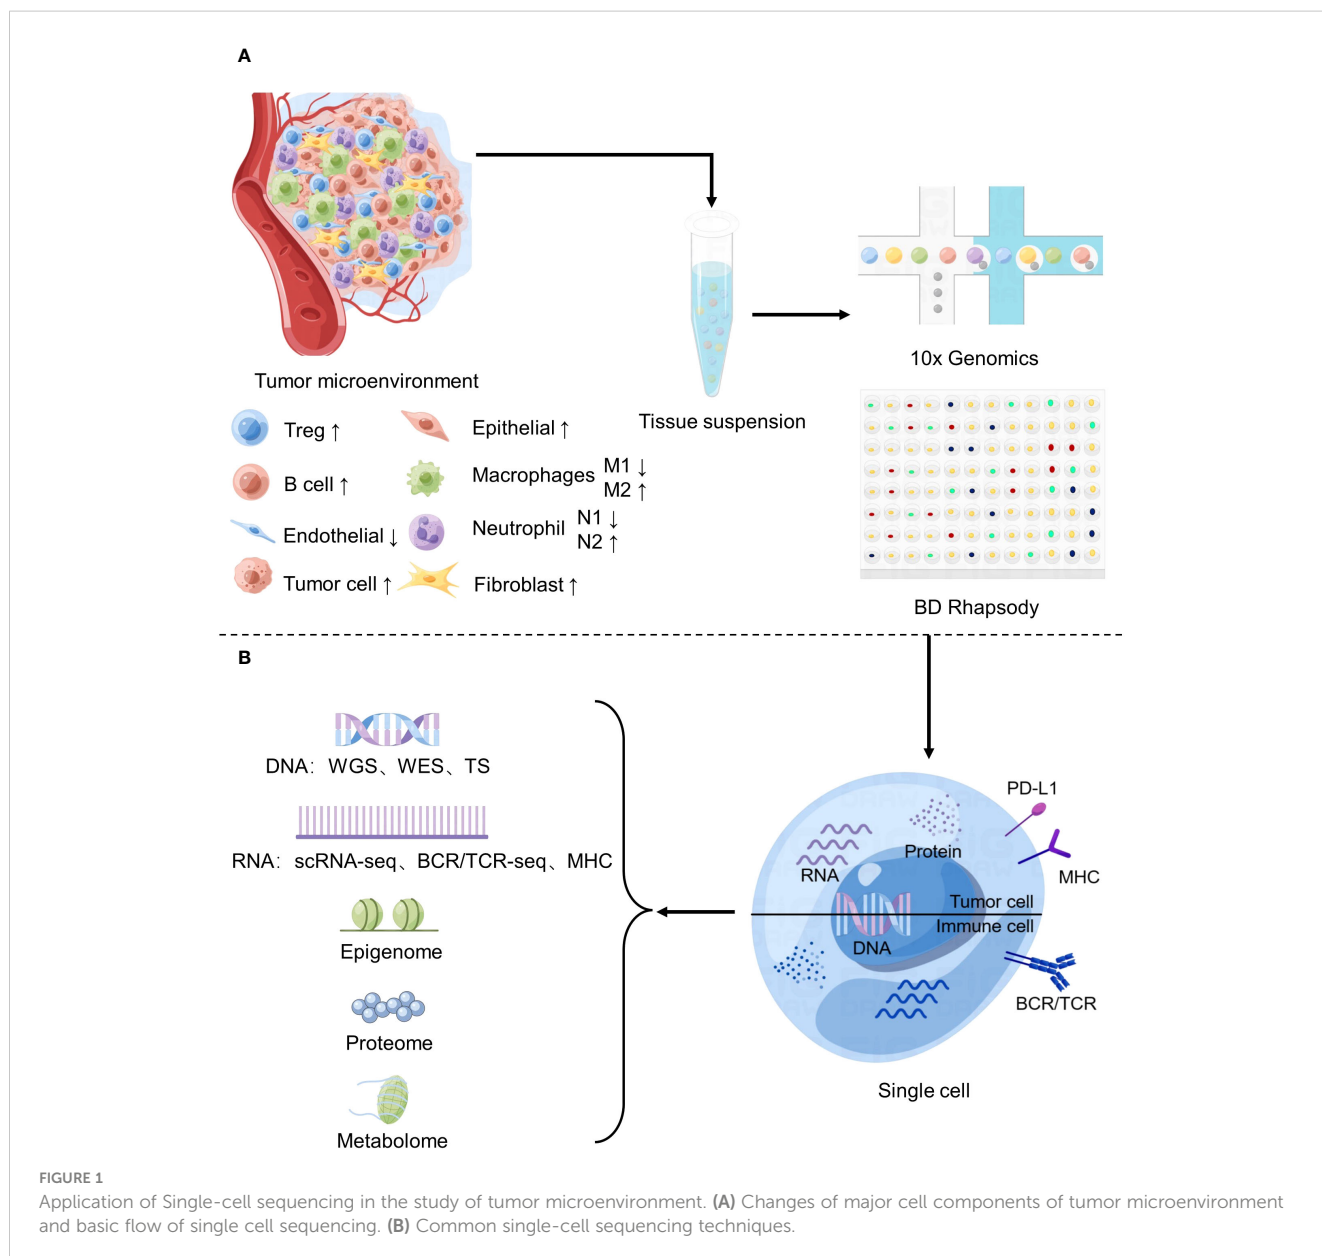 A
Tumor microenvironment
Treg ↑
Epithelial ↑
B cell ↑
Macrophages M1 ↓
M2 ↑
Endothelial ↓
Neutrophil N1 ↓
N2 ↑
Tumor cell ↑
Fibroblast ↑
Tissue suspension
10x Genomics
BD Rhapsody
B
DNA：WGS、WES、TS
RNA：scRNA-seq、BCR/TCR-seq、MHC
Epigenome
Proteome
Metabolome
PD-L1
Protein
RNA
MHC
Tumor cell
Immune cell
DNA
BCR/TCR
Single cell
FIGURE 1
Application of Single-cell sequencing in the study of tumor microenvironment. (A) Changes of major cell components of tumor microenvironment
and basic flow of single cell sequencing. (B) Common single-cell sequencing techniques.